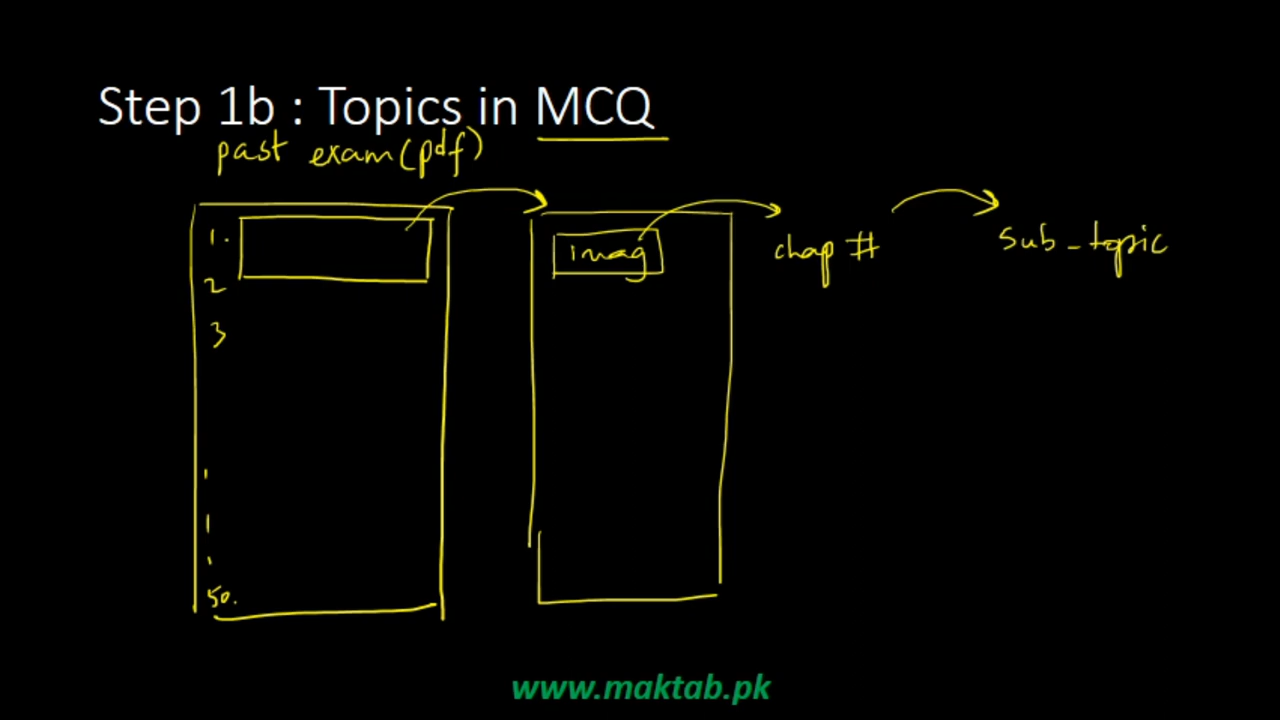 Step 1b : Topics in MCQ
past exam (pdf)
1.
2
3
50.
imag
chap #
sub-topic
www.maktab.pk